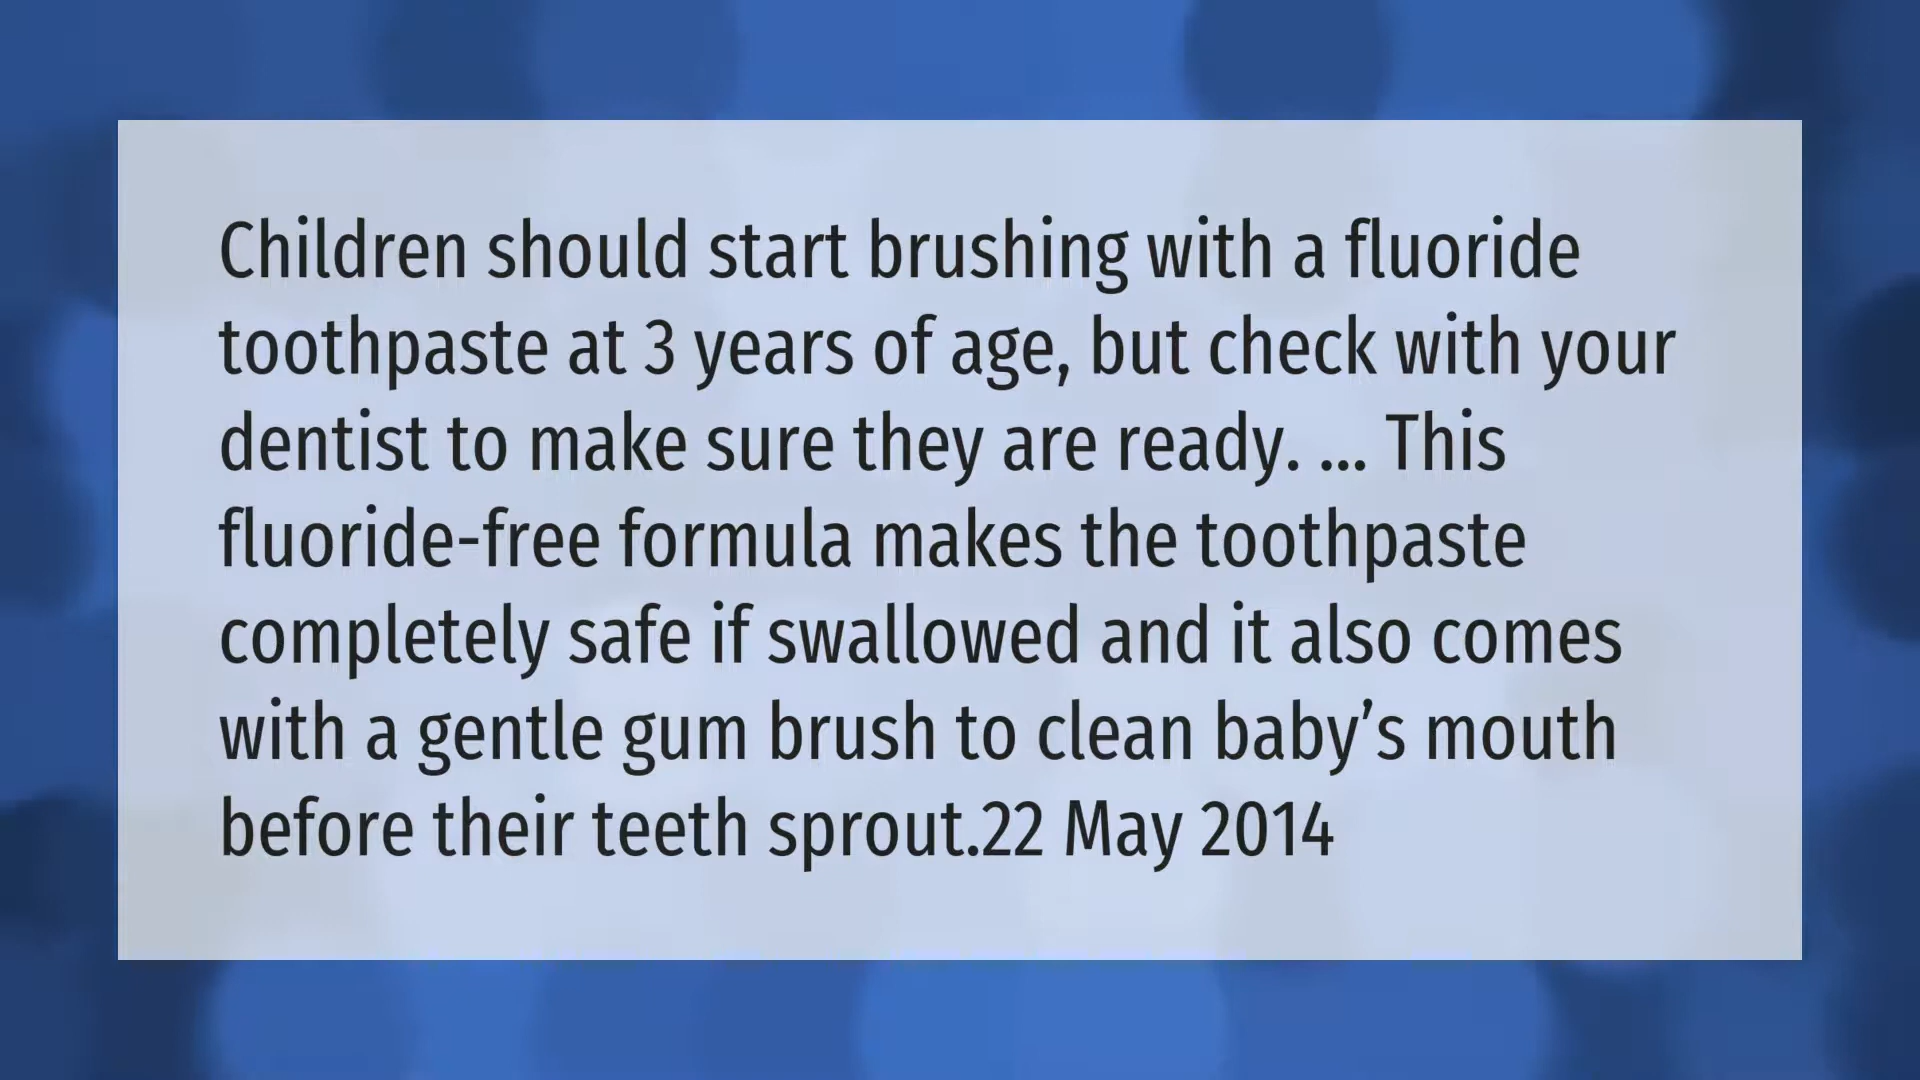 Children should start brushing with a fluoride
toothpaste at 3 years of age, but check with your
dentist to make sure they are ready. ... This
fluoride-free formula makes the toothpaste
completely safe if swallowed and it also comes
with a gentle gum brush to clean baby’s mouth
before their teeth sprout.22 May 2014